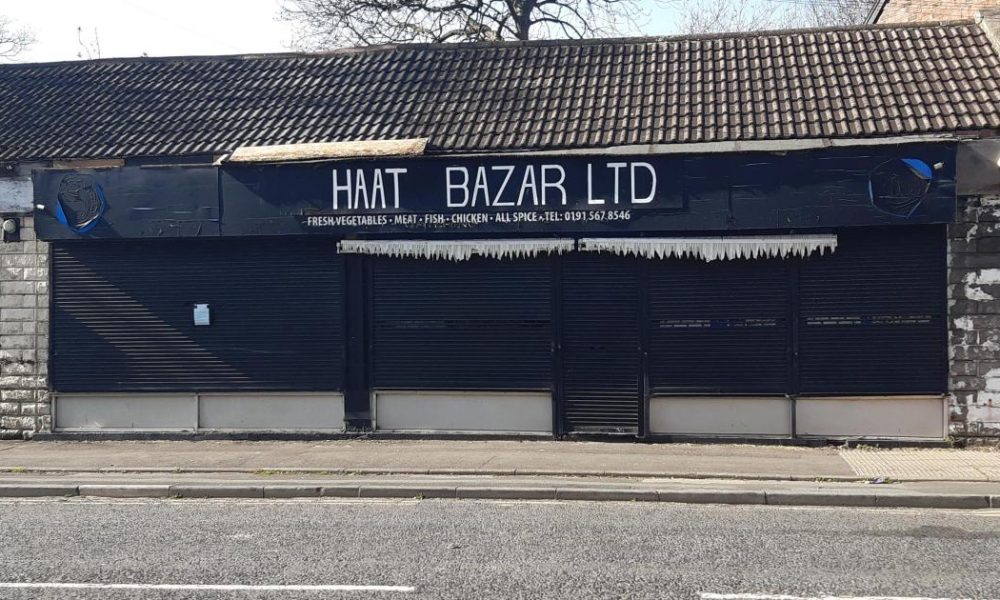 HAAT BAZAR LTD
FRESH VEGETABLES • MEAT • FISH • CHICKEN • ALL SPICE • TEL: 0191 567 8546